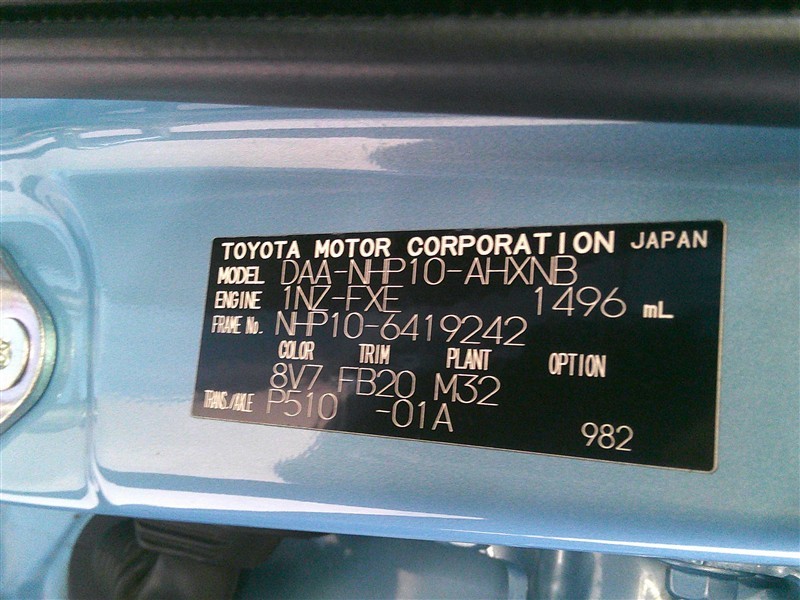 TOYOTA MOTOR CORPORATION JAPAN
MODEL DAA-NHP10-AHXNB
ENGINE 1NZ-FXE 1496 mL
FRAME No. NHP10-6419242
COLOR TRIM PLANT OPTION
8V7 FB20 M32
TRANS./AXLE P510 -01A
982